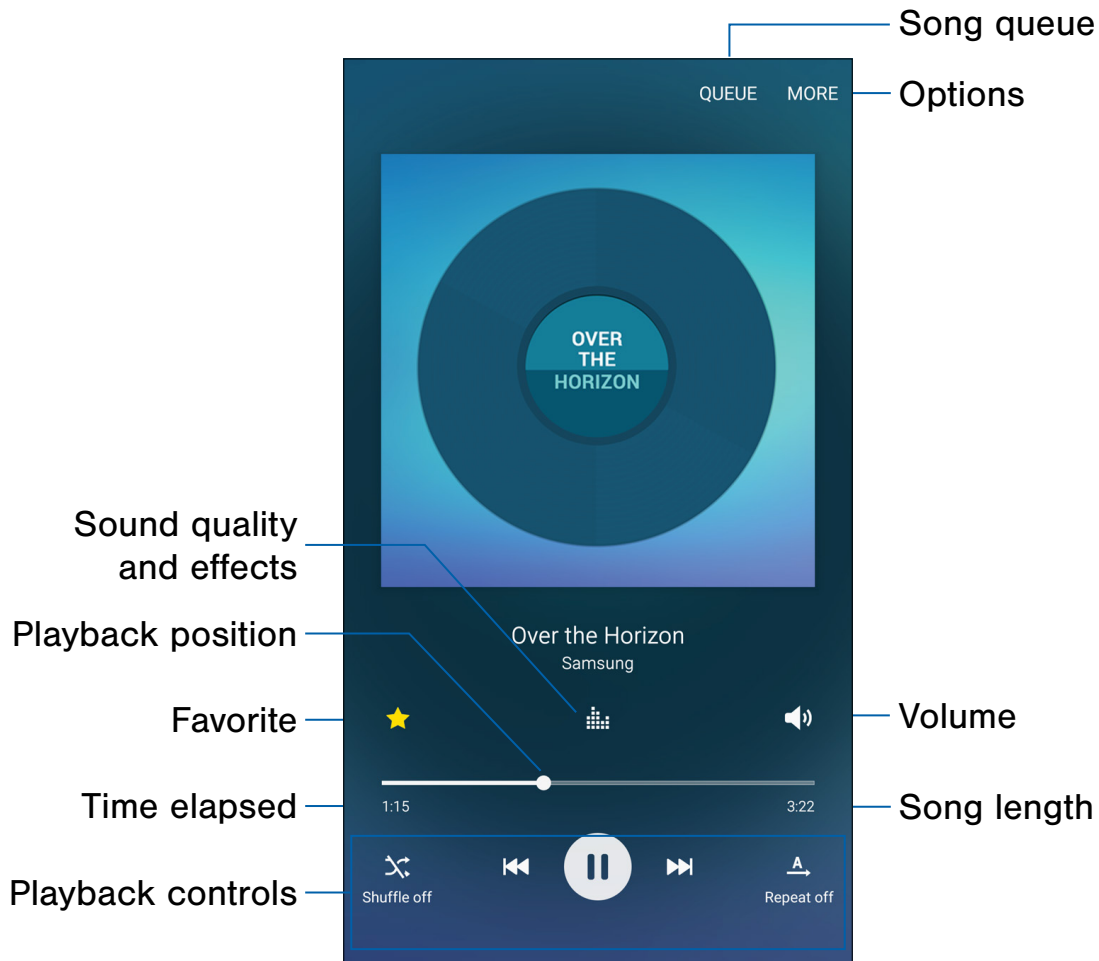 Song queue
QUEUE MORE
Options
OVER
THE
HORIZON
Sound quality
and effects
Playback position
Over the Horizon
Samsung
Favorite
Volume
Time elapsed
1:15
3:22
Song length
Playback controls
Shuffle off
A
Repeat off